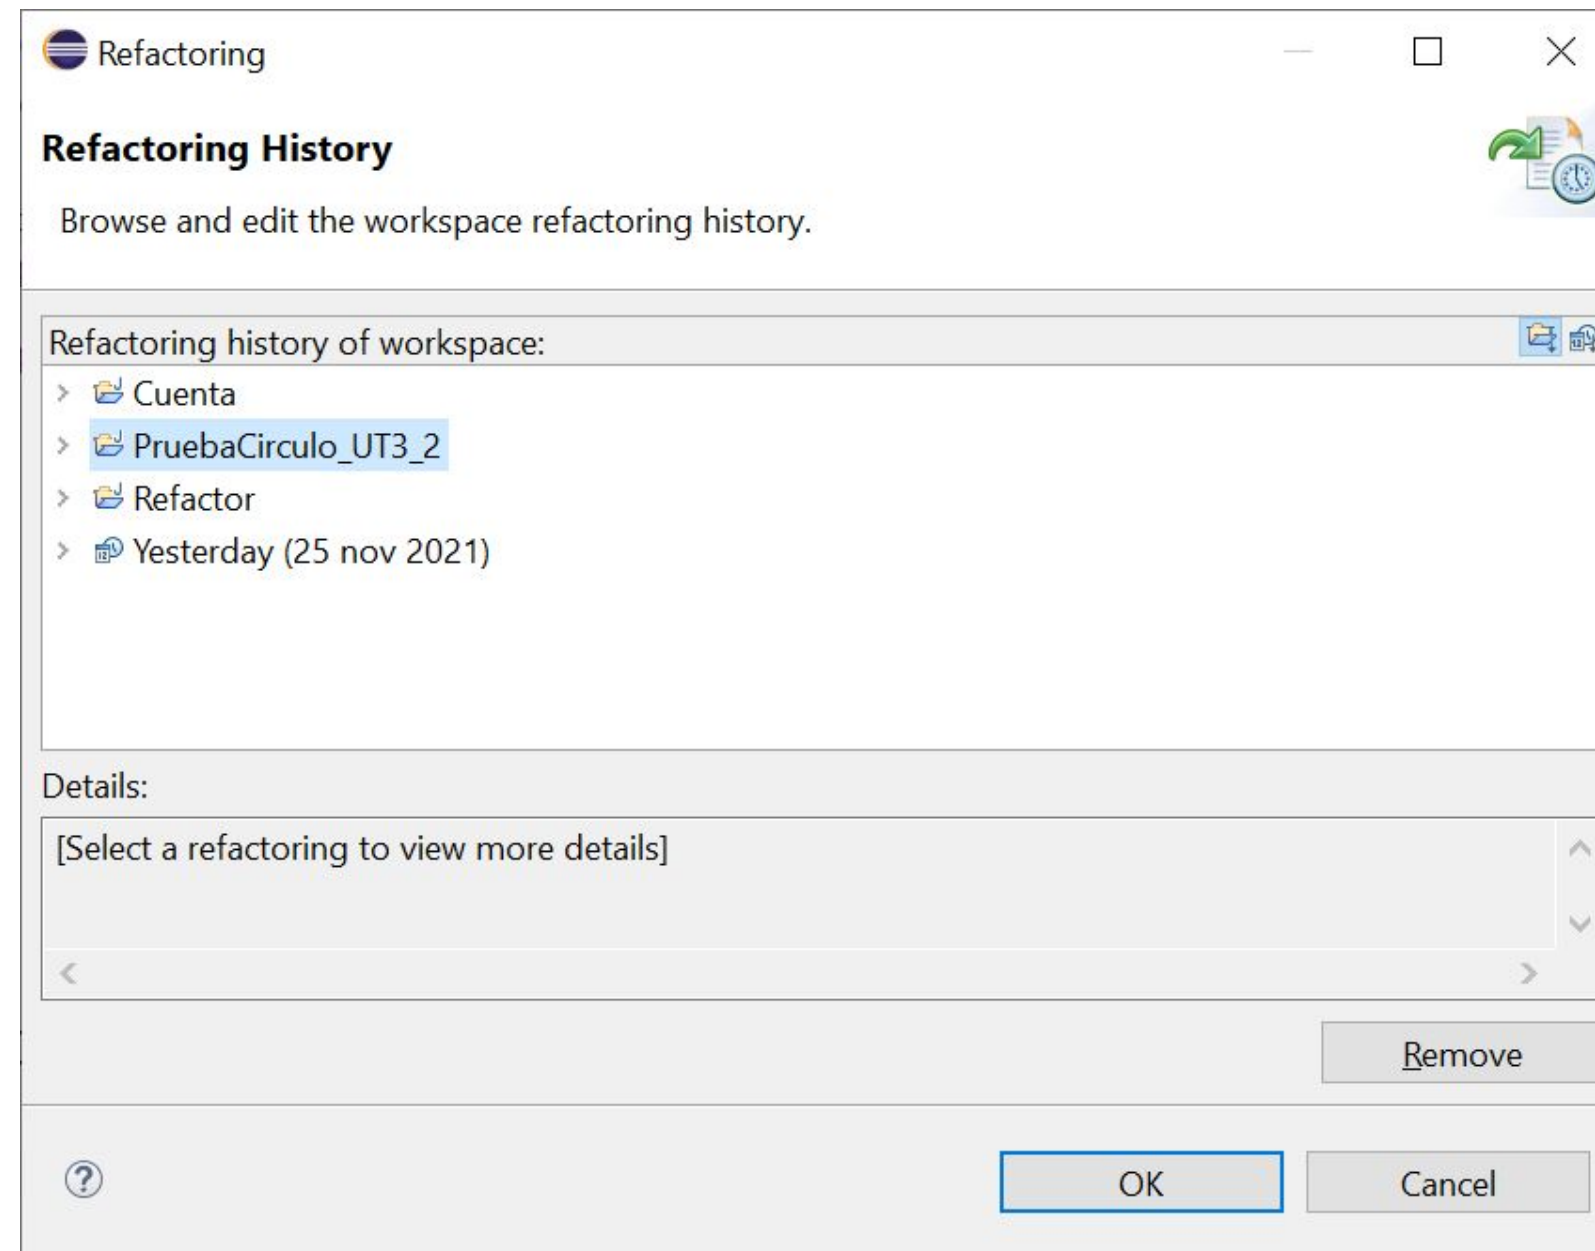 Refactoring
Refactoring History
Browse and edit the workspace refactoring history.
Refactoring history of workspace:
Cuenta
PruebaCirculo_UT3_2
Refactor
Yesterday (25 nov 2021)
Details:
[Select a refactoring to view more details]
Remove
OK
Cancel